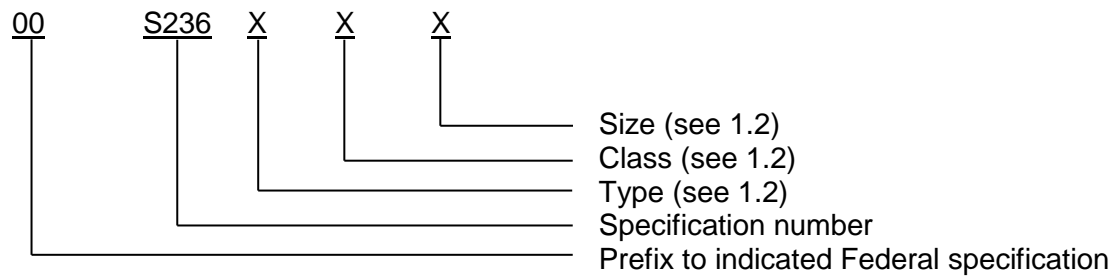 00 S236 X X X
Size (see 1.2)
Class (see 1.2)
Type (see 1.2)
Specification number
Prefix to indicated Federal specification